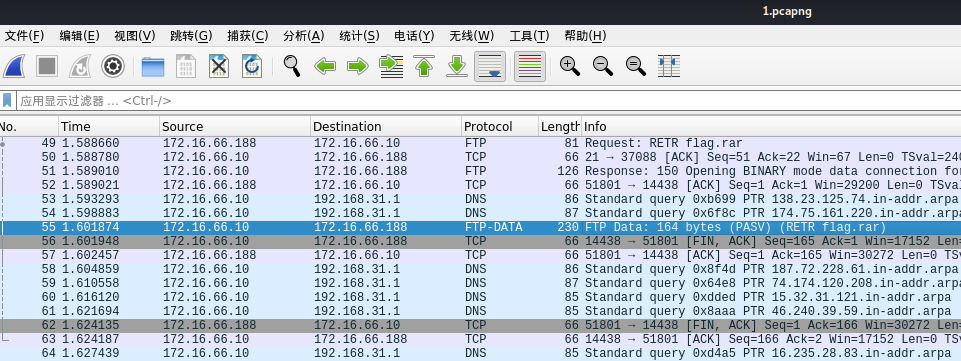 1.pcapng
文件(F) 编辑(E) 视图(V) 跳转(G) 捕获(C) 分析(A) 统计(S) 电话(Y) 无线(W) 工具(T) 帮助(H)
应用显示过滤器 … <Ctrl-/>
No. Time Source Destination Protocol Length Info
49 1.588660 172.16.66.188 172.16.66.10 FTP 81 Request: RETR flag.rar
50 1.588780 172.16.66.10 172.16.66.188 TCP 66 21 → 37088 [ACK] Seq=51 Ack=22 Win=67 Len=0 TSval=240
51 1.589010 172.16.66.10 172.16.66.188 FTP 126 Response: 150 Opening BINARY mode data connection for
52 1.589021 172.16.66.188 172.16.66.10 TCP 66 51801 → 14438 [ACK] Seq=1 Ack=1 Win=29200 Len=0 TSval
53 1.593293 172.16.66.10 192.168.31.1 DNS 86 Standard query 0xb699 PTR 138.23.125.74.in-addr.arpa
54 1.598883 172.16.66.10 192.168.31.1 DNS 87 Standard query 0x6f8c PTR 174.75.161.220.in-addr.arpa
55 1.601874 172.16.66.10 172.16.66.188 FTP-DATA 230 FTP Data: 164 bytes (PASV) (RETR flag.rar)
56 1.601948 172.16.66.10 172.16.66.188 TCP 66 14438 → 51801 [FIN, ACK] Seq=165 Ack=1 Win=17152 Len=
57 1.602457 172.16.66.188 172.16.66.10 TCP 66 51801 → 14438 [ACK] Seq=1 Ack=165 Win=30272 Len=0 TSv
58 1.604859 172.16.66.10 192.168.31.1 DNS 86 Standard query 0x8f4d PTR 187.72.228.61.in-addr.arpa
59 1.610558 172.16.66.10 192.168.31.1 DNS 87 Standard query 0x64e8 PTR 74.174.120.208.in-addr.arpa
60 1.616120 172.16.66.10 192.168.31.1 DNS 85 Standard query 0xdded PTR 15.32.31.121.in-addr.arpa
61 1.621694 172.16.66.10 192.168.31.1 DNS 85 Standard query 0x8aaa PTR 46.240.39.59.in-addr.arpa
62 1.624135 172.16.66.188 172.16.66.10 TCP 66 51801 → 14438 [FIN, ACK] Seq=1 Ack=166 Win=30272 Len=
63 1.624187 172.16.66.10 172.16.66.188 TCP 66 14438 → 51801 [ACK] Seq=166 Ack=2 Win=17152 Len=0 TSv
64 1.627439 172.16.66.10 192.168.31.1 DNS 85 Standard query 0xd4a5 PTR 16.235.28.83.in-addr.arpa